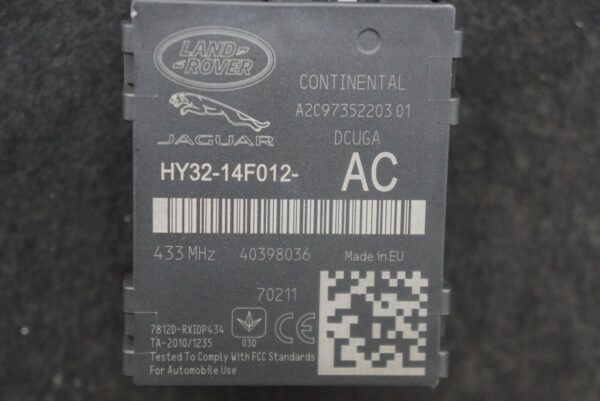 LAND
ROVER
JAGUAR
CONTINENTAL
A2C97352203 01
DCUGA
HY32-14F012-
AC
433 MHz
40398036
Made in EU
70211
7812D-RXIDP434
TA-2010/1235
030
CE
Tested To Comply With FCC Standards
For Automobile Use